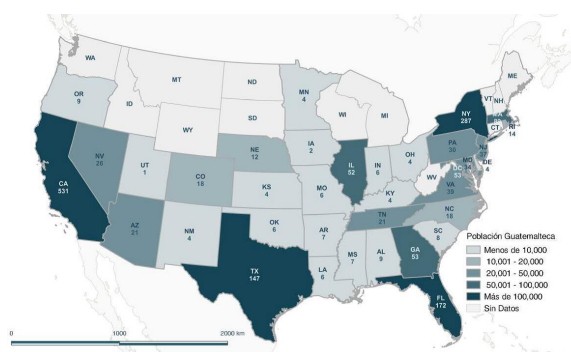 WA
OR
9
CA
531
NV
28
ID
MT
WY
UT
1
AZ
21
CO
16
NM
4
ND
SD
NE
12
KS
4
OK
6
TX
147
MN
4
IA
2
MO
6
AR
7
LA
6
WI
IL
52
MI
IN
6
OH
4
KY
4
TN
21
MS
7
AL
9
GA
53
FL
172
SC
8
NC
18
VA
39
WV
PA
30
NY
287
VT
NH
ME
CT
RI
14
NJ
DE
4
DC
53
Población Guatemalteca
Menos de 10,000
10,001 - 20,000
20,001 - 50,000
50,001 - 100,000
Más de 100,000
Sin Datos
0
1000
2000 km